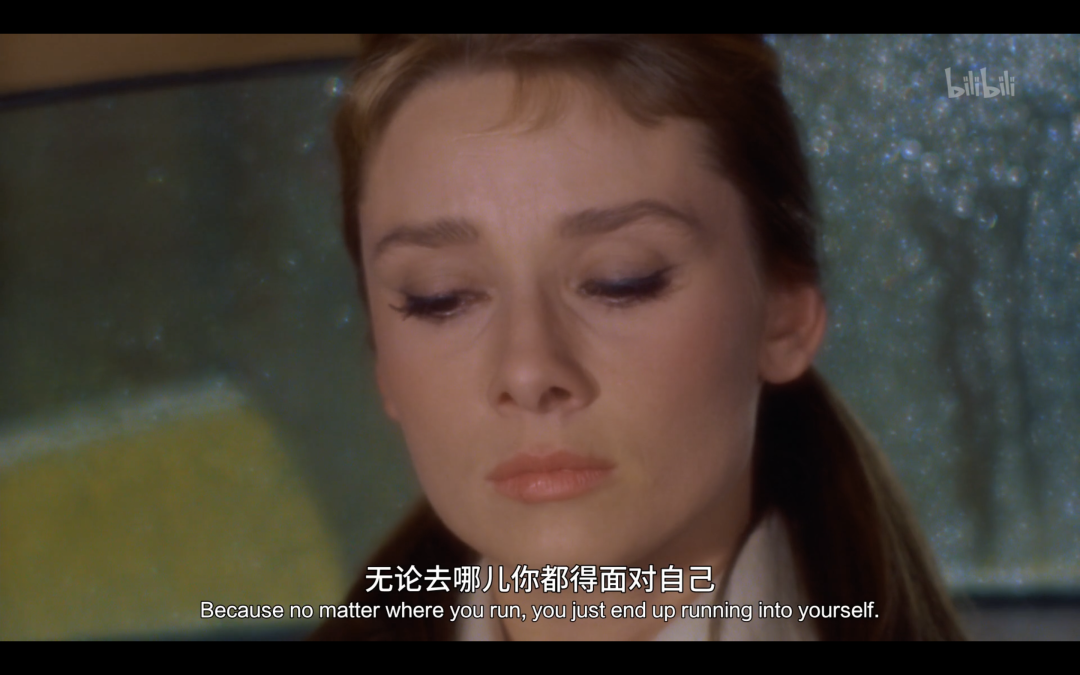 bilibili
无论去哪儿你都得面对自己
Because no matter where you run, you just end up running into yourself.